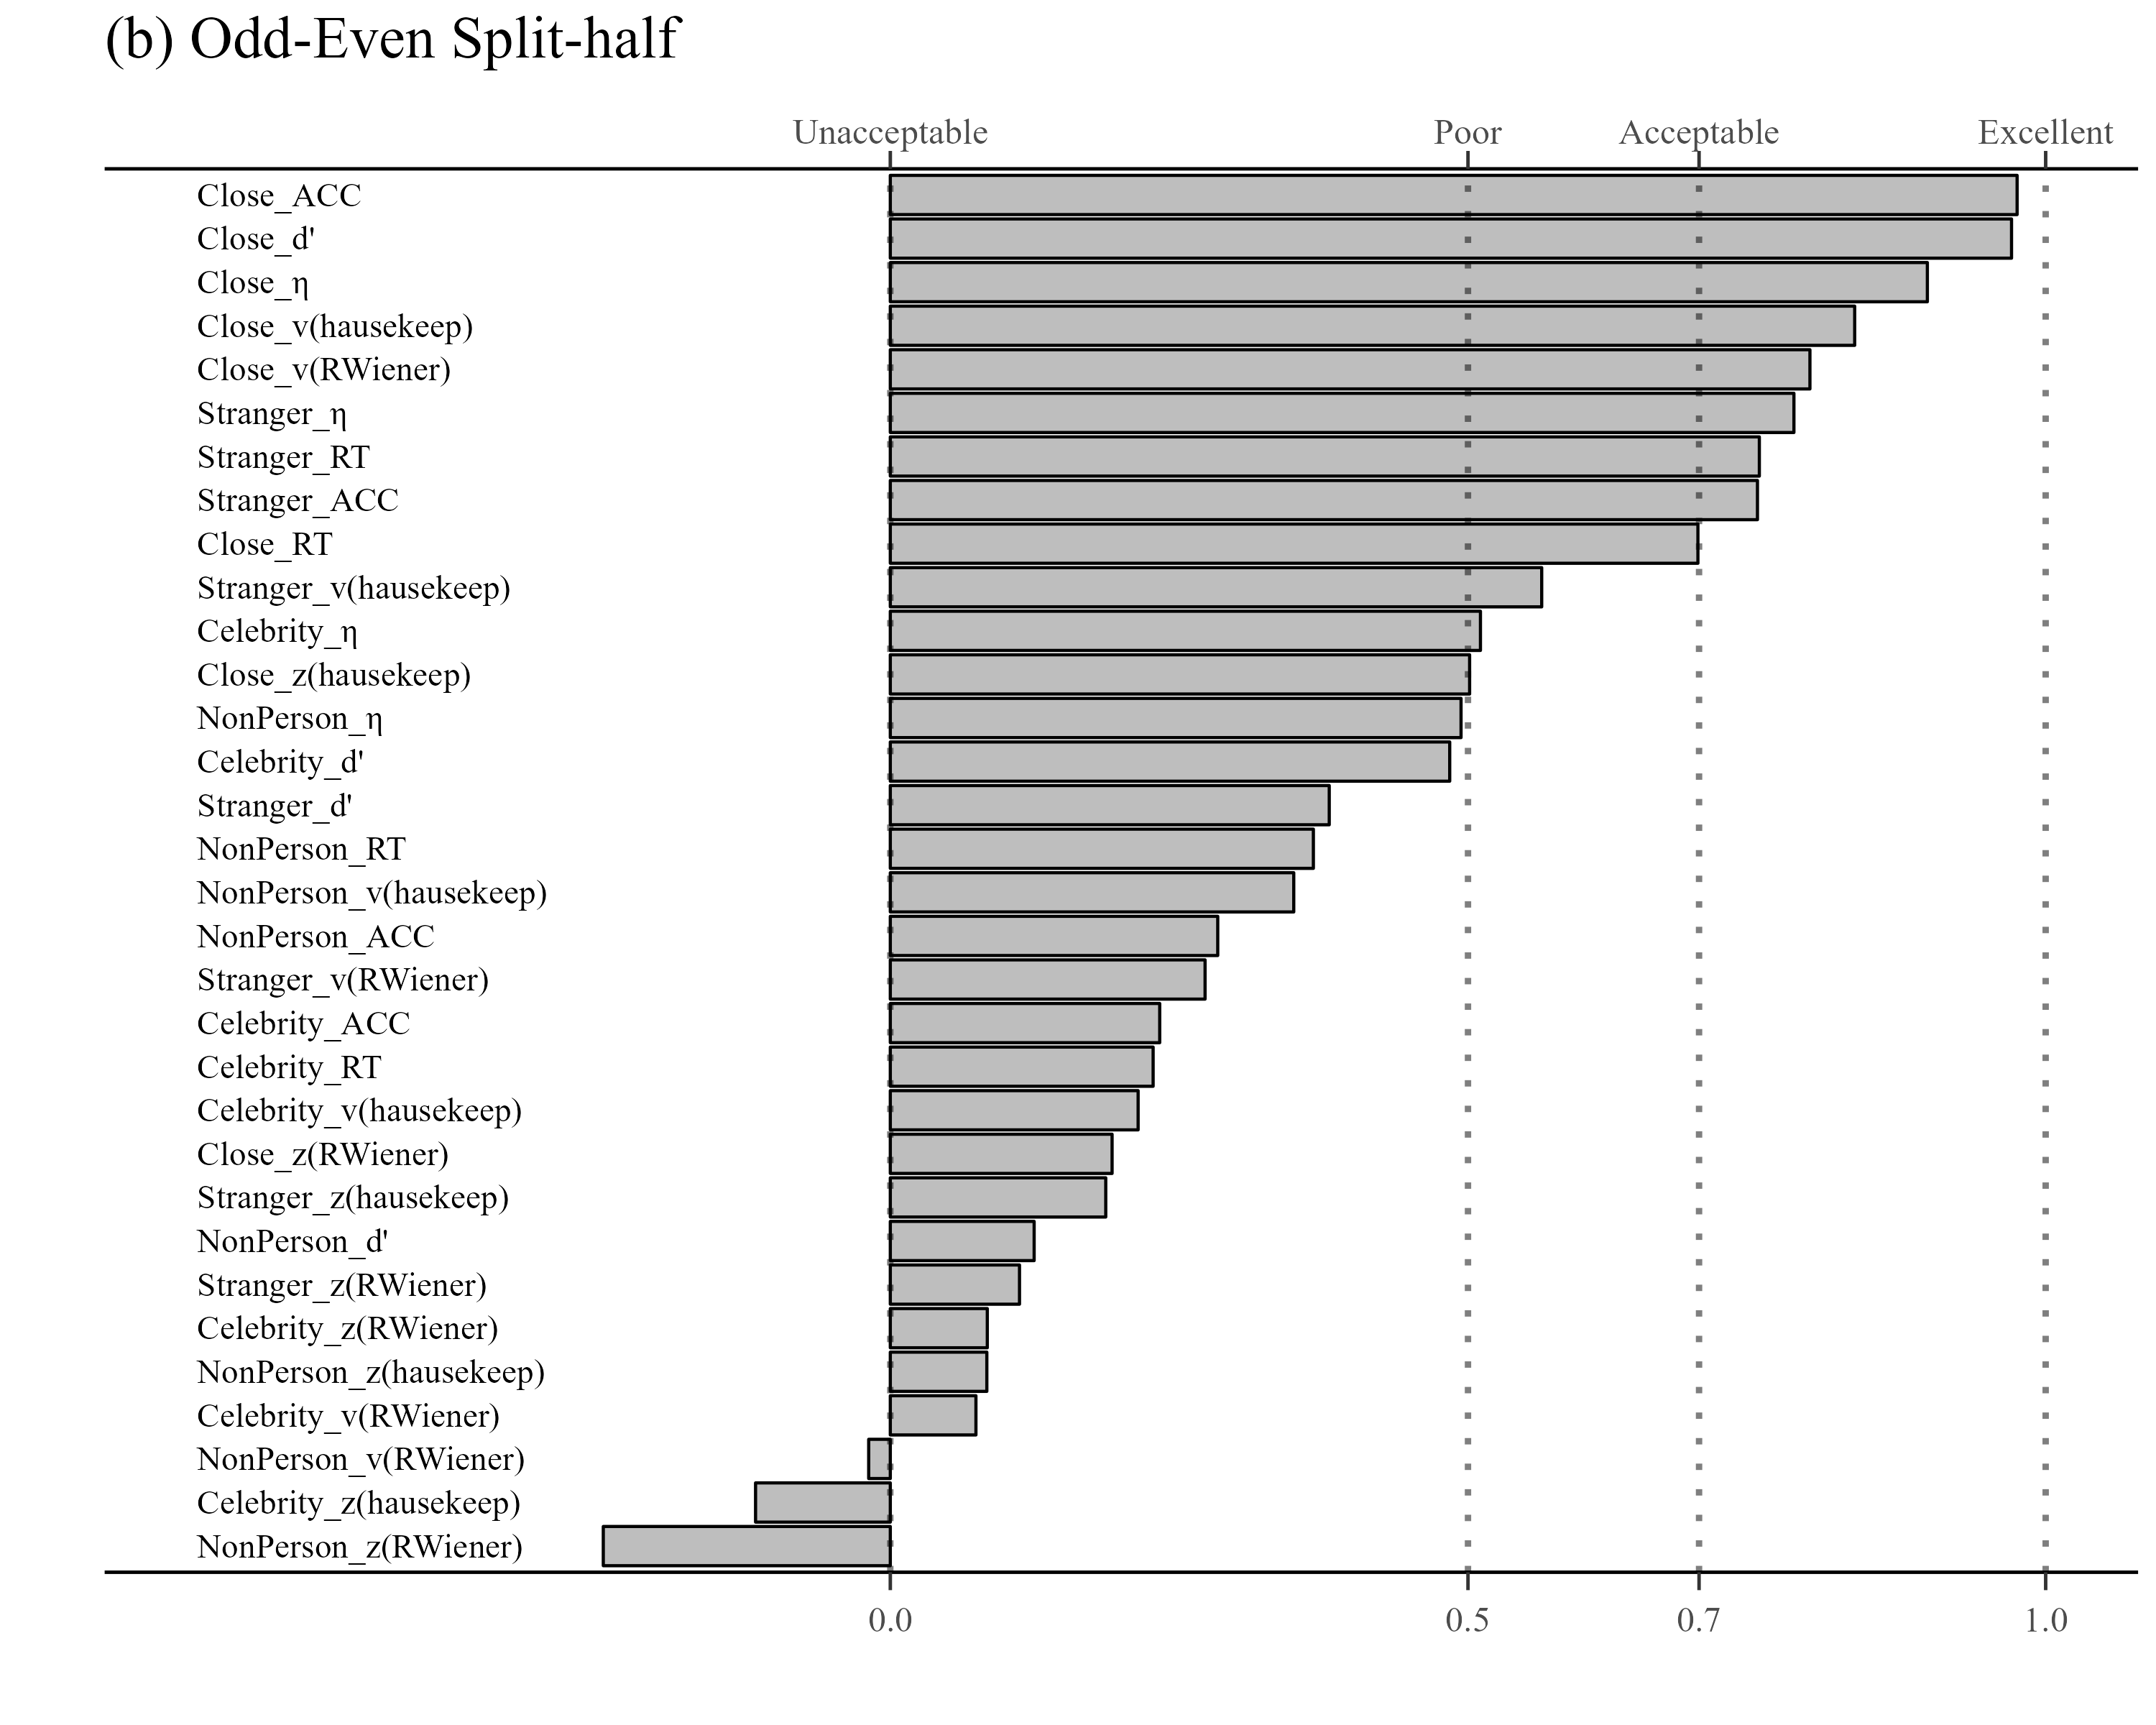 (b) Odd-Even Split-half
Unacceptable Poor Acceptable Excellent
Close_ACC
Close_d'
Close_η
Close_v(hausekeep)
Close_v(RWiener)
Stranger_η
Stranger_RT
Stranger_ACC
Close_RT
Stranger_v(hausekeep)
Celebrity_η
Close_z(hausekeep)
NonPerson_η
Celebrity_d'
Stranger_d'
NonPerson_RT
NonPerson_v(hausekeep)
NonPerson_ACC
Stranger_v(RWiener)
Celebrity_ACC
Celebrity_RT
Celebrity_v(hausekeep)
Close_z(RWiener)
Stranger_z(hausekeep)
NonPerson_d'
Stranger_z(RWiener)
Celebrity_z(RWiener)
NonPerson_z(hausekeep)
Celebrity_v(RWiener)
NonPerson_v(RWiener)
Celebrity_z(hausekeep)
NonPerson_z(RWiener)
0.0 0.5 0.7 1.0